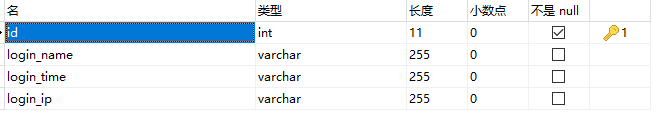 名 类型 长度 小数点 不是 null
id int 11 0 1
login_name varchar 255 0
login_time varchar 255 0
login_ip varchar 255 0